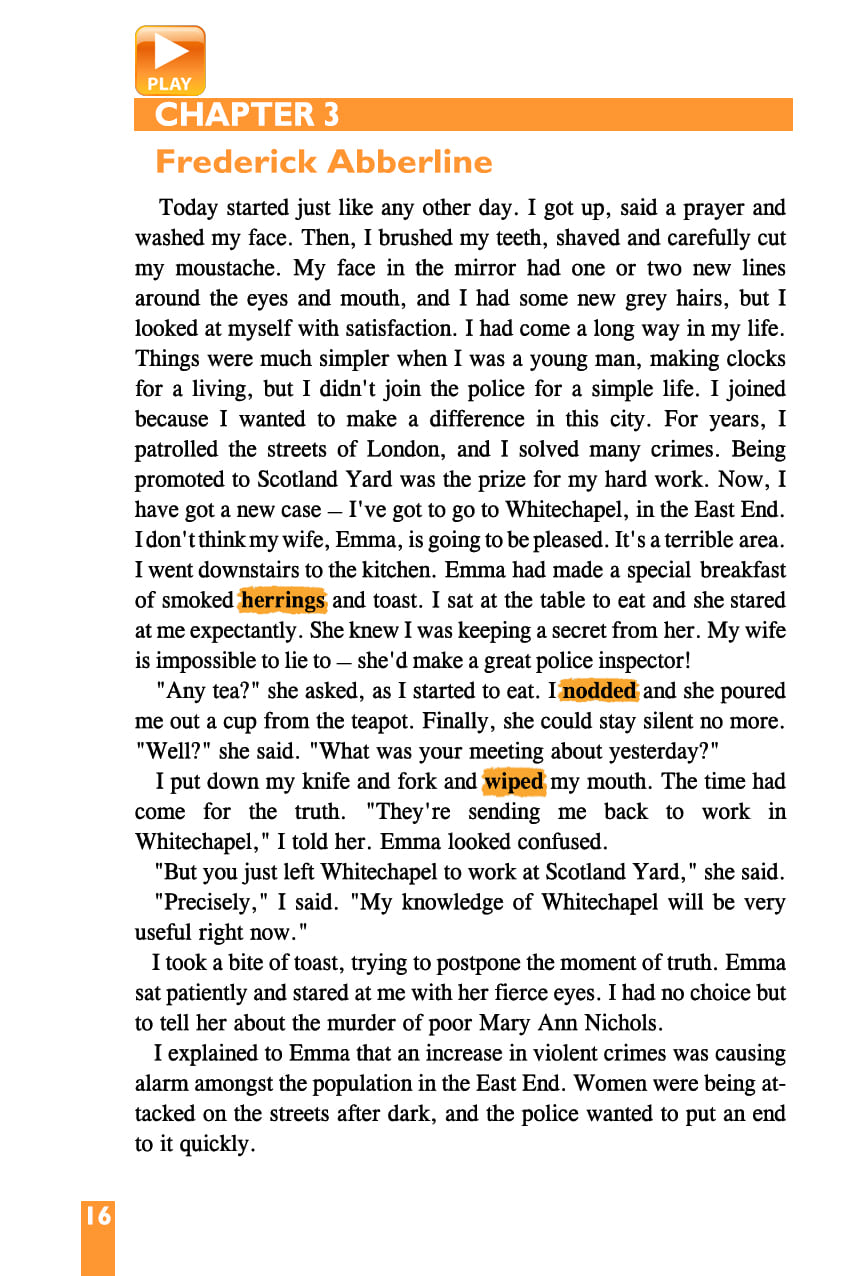 PLAY
CHAPTER 3
Frederick Abberline
Today started just like any other day. I got up, said a prayer and
washed my face. Then, I brushed my teeth, shaved and carefully cut
my moustache. My face in the mirror had one or two new lines
around the eyes and mouth, and I had some new grey hairs, but I
looked at myself with satisfaction. I had come a long way in my life.
Things were much simpler when I was a young man, making clocks
for a living, but I didn't join the police for a simple life. I joined
because I wanted to make a difference in this city. For years, I
patrolled the streets of London, and I solved many crimes. Being
promoted to Scotland Yard was the prize for my hard work. Now, I
have got a new case – I've got to go to Whitechapel, in the East End.
I don't think my wife, Emma, is going to be pleased. It's a terrible area.
I went downstairs to the kitchen. Emma had made a special breakfast
of smoked herrings and toast. I sat at the table to eat and she stared
at me expectantly. She knew I was keeping a secret from her. My wife
is impossible to lie to – she'd make a great police inspector!
"Any tea?" she asked, as I started to eat. I nodded and she poured
me out a cup from the teapot. Finally, she could stay silent no more.
"Well?" she said. "What was your meeting about yesterday?"
I put down my knife and fork and wiped my mouth. The time had
come for the truth. "They're sending me back to work in
Whitechapel," I told her. Emma looked confused.
"But you just left Whitechapel to work at Scotland Yard," she said.
"Precisely," I said. "My knowledge of Whitechapel will be very
useful right now."
I took a bite of toast, trying to postpone the moment of truth. Emma
sat patiently and stared at me with her fierce eyes. I had no choice but
to tell her about the murder of poor Mary Ann Nichols.
I explained to Emma that an increase in violent crimes was causing
alarm amongst the population in the East End. Women were being at-
tacked on the streets after dark, and the police wanted to put an end
to it quickly.
16